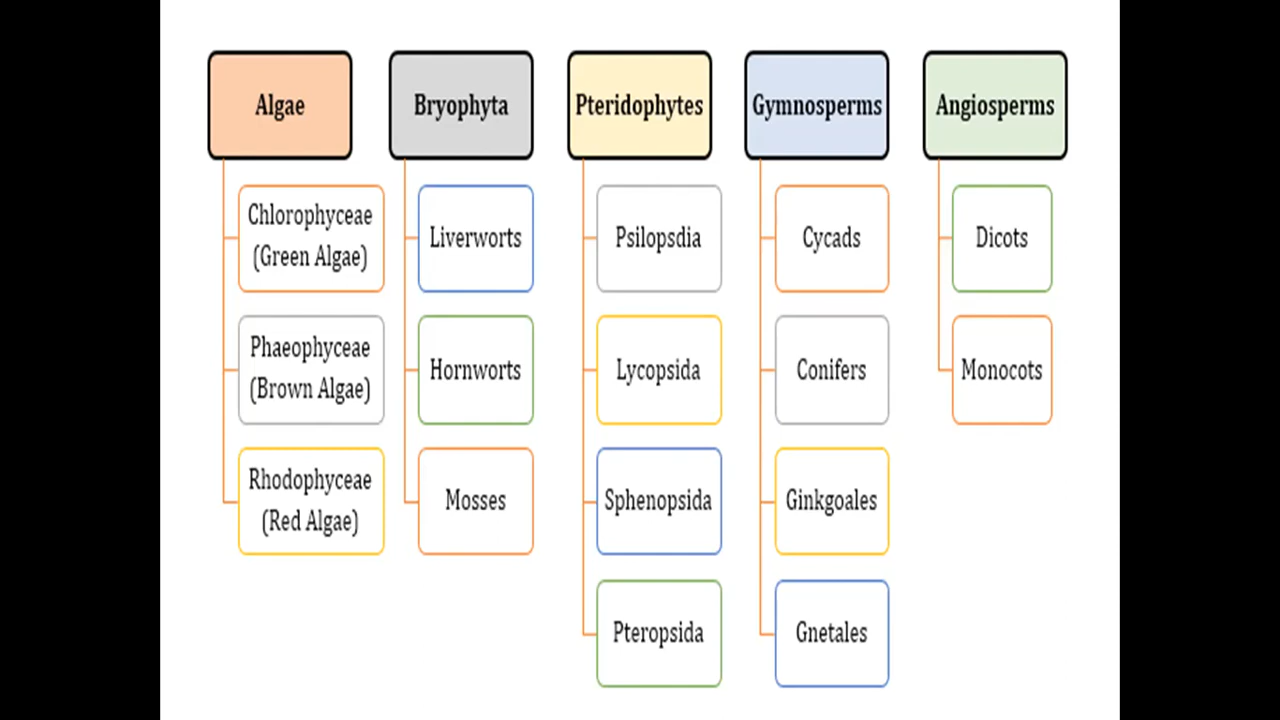 Algae
Bryophyta
Pteridophytes
Gymnosperms
Angiosperms
Chlorophyceae
(Green Algae)
Liverworts
Psilopsdia
Cycads
Dicots
Phaeophyceae
(Brown Algae)
Hornworts
Lycopsida
Conifers
Monocots
Rhodophyceae
(Red Algae)
Mosses
Sphenopsida
Ginkgoales
Pteropsida
Gnetales